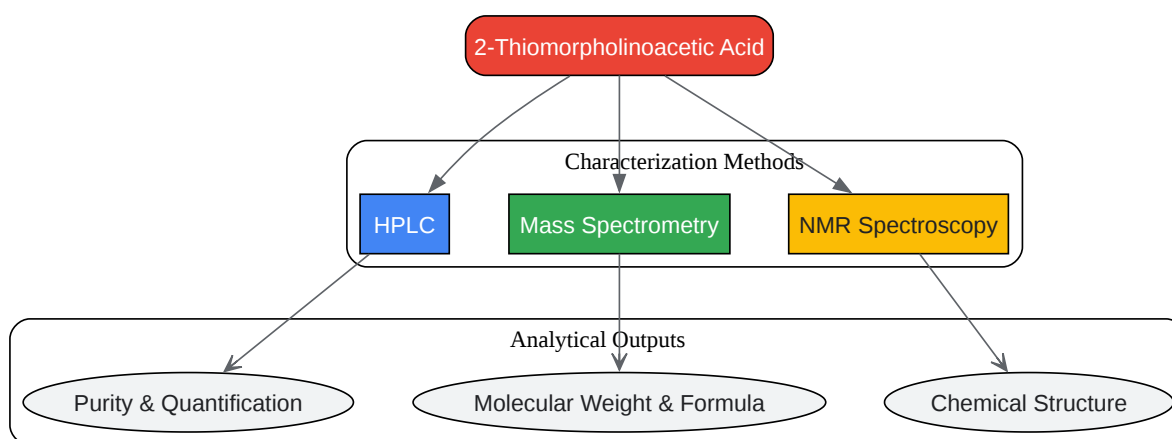 2-Thiomorpholinoacetic Acid
Characterization Methods
HPLC
Mass Spectrometry
NMR Spectroscopy
Analytical Outputs
Purity & Quantification
Molecular Weight & Formula
Chemical Structure